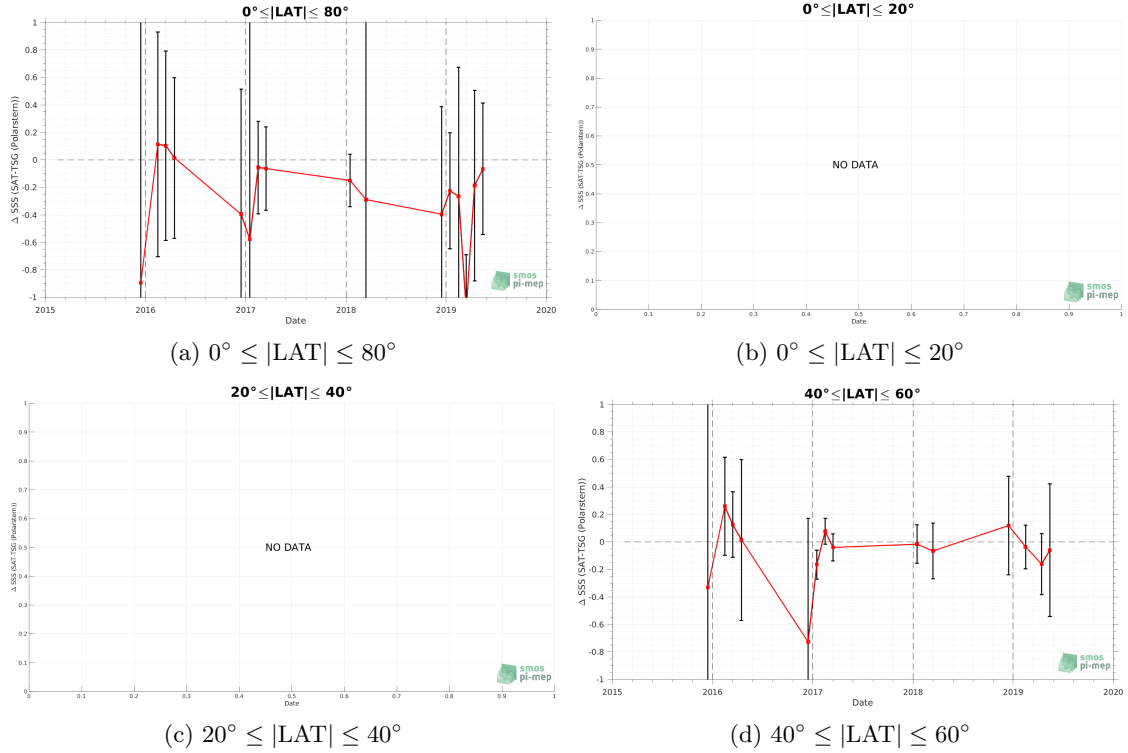 0°≤|LAT|≤ 80°
Δ SSS (SAT-TSG (Polarstern))
1
0.8
0.6
0.4
0.2
0
-0.2
-0.4
-0.6
-0.8
-1
2015 2016 2017 2018 2019 2020
Date
smos
pi-mep
(a) 0° ≤ |LAT| ≤ 80°
0°≤|LAT|≤ 20°
Δ SSS (SAT-TSG (Polarstern))
1
0.9
0.8
0.7
0.6
0.5
0.4
0.3
0.2
0.1
0
NO DATA
0 0.1 0.2 0.3 0.4 0.5 0.6 0.7 0.8 0.9 1
Date
smos
pi-mep
(b) 0° ≤ |LAT| ≤ 20°
20°≤|LAT|≤ 40°
Δ SSS (SAT-TSG (Polarstern))
1
0.9
0.8
0.7
0.6
0.5
0.4
0.3
0.2
0.1
0
NO DATA
0 0.1 0.2 0.3 0.4 0.5 0.6 0.7 0.8 0.9 1
Date
smos
pi-mep
(c) 20° ≤ |LAT| ≤ 40°
40°≤|LAT|≤ 60°
Δ SSS (SAT-TSG (Polarstern))
1
0.8
0.6
0.4
0.2
0
-0.2
-0.4
-0.6
-0.8
-1
2015 2016 2017 2018 2019 2020
Date
smos
pi-mep
(d) 40° ≤ |LAT| ≤ 60°